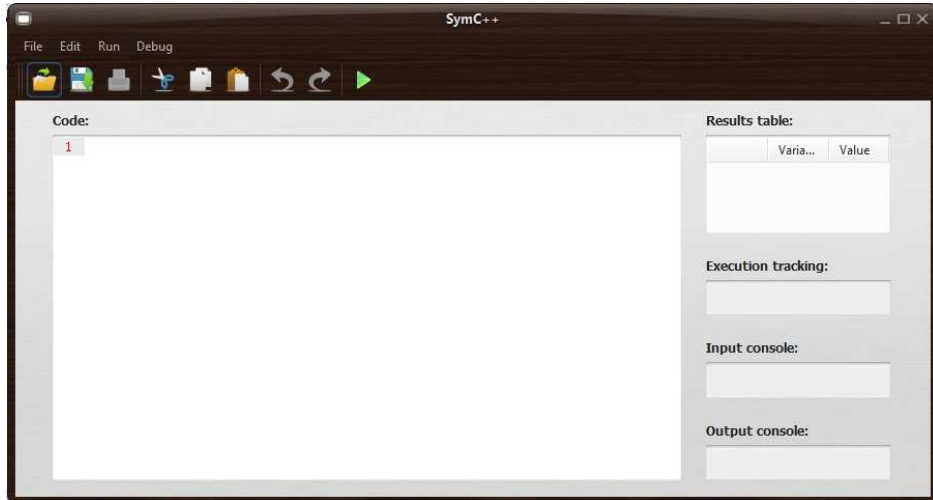 SymC++
File Edit Run Debug
Code:
1
Results table:
Varia... Value
Execution tracking:
Input console:
Output console: